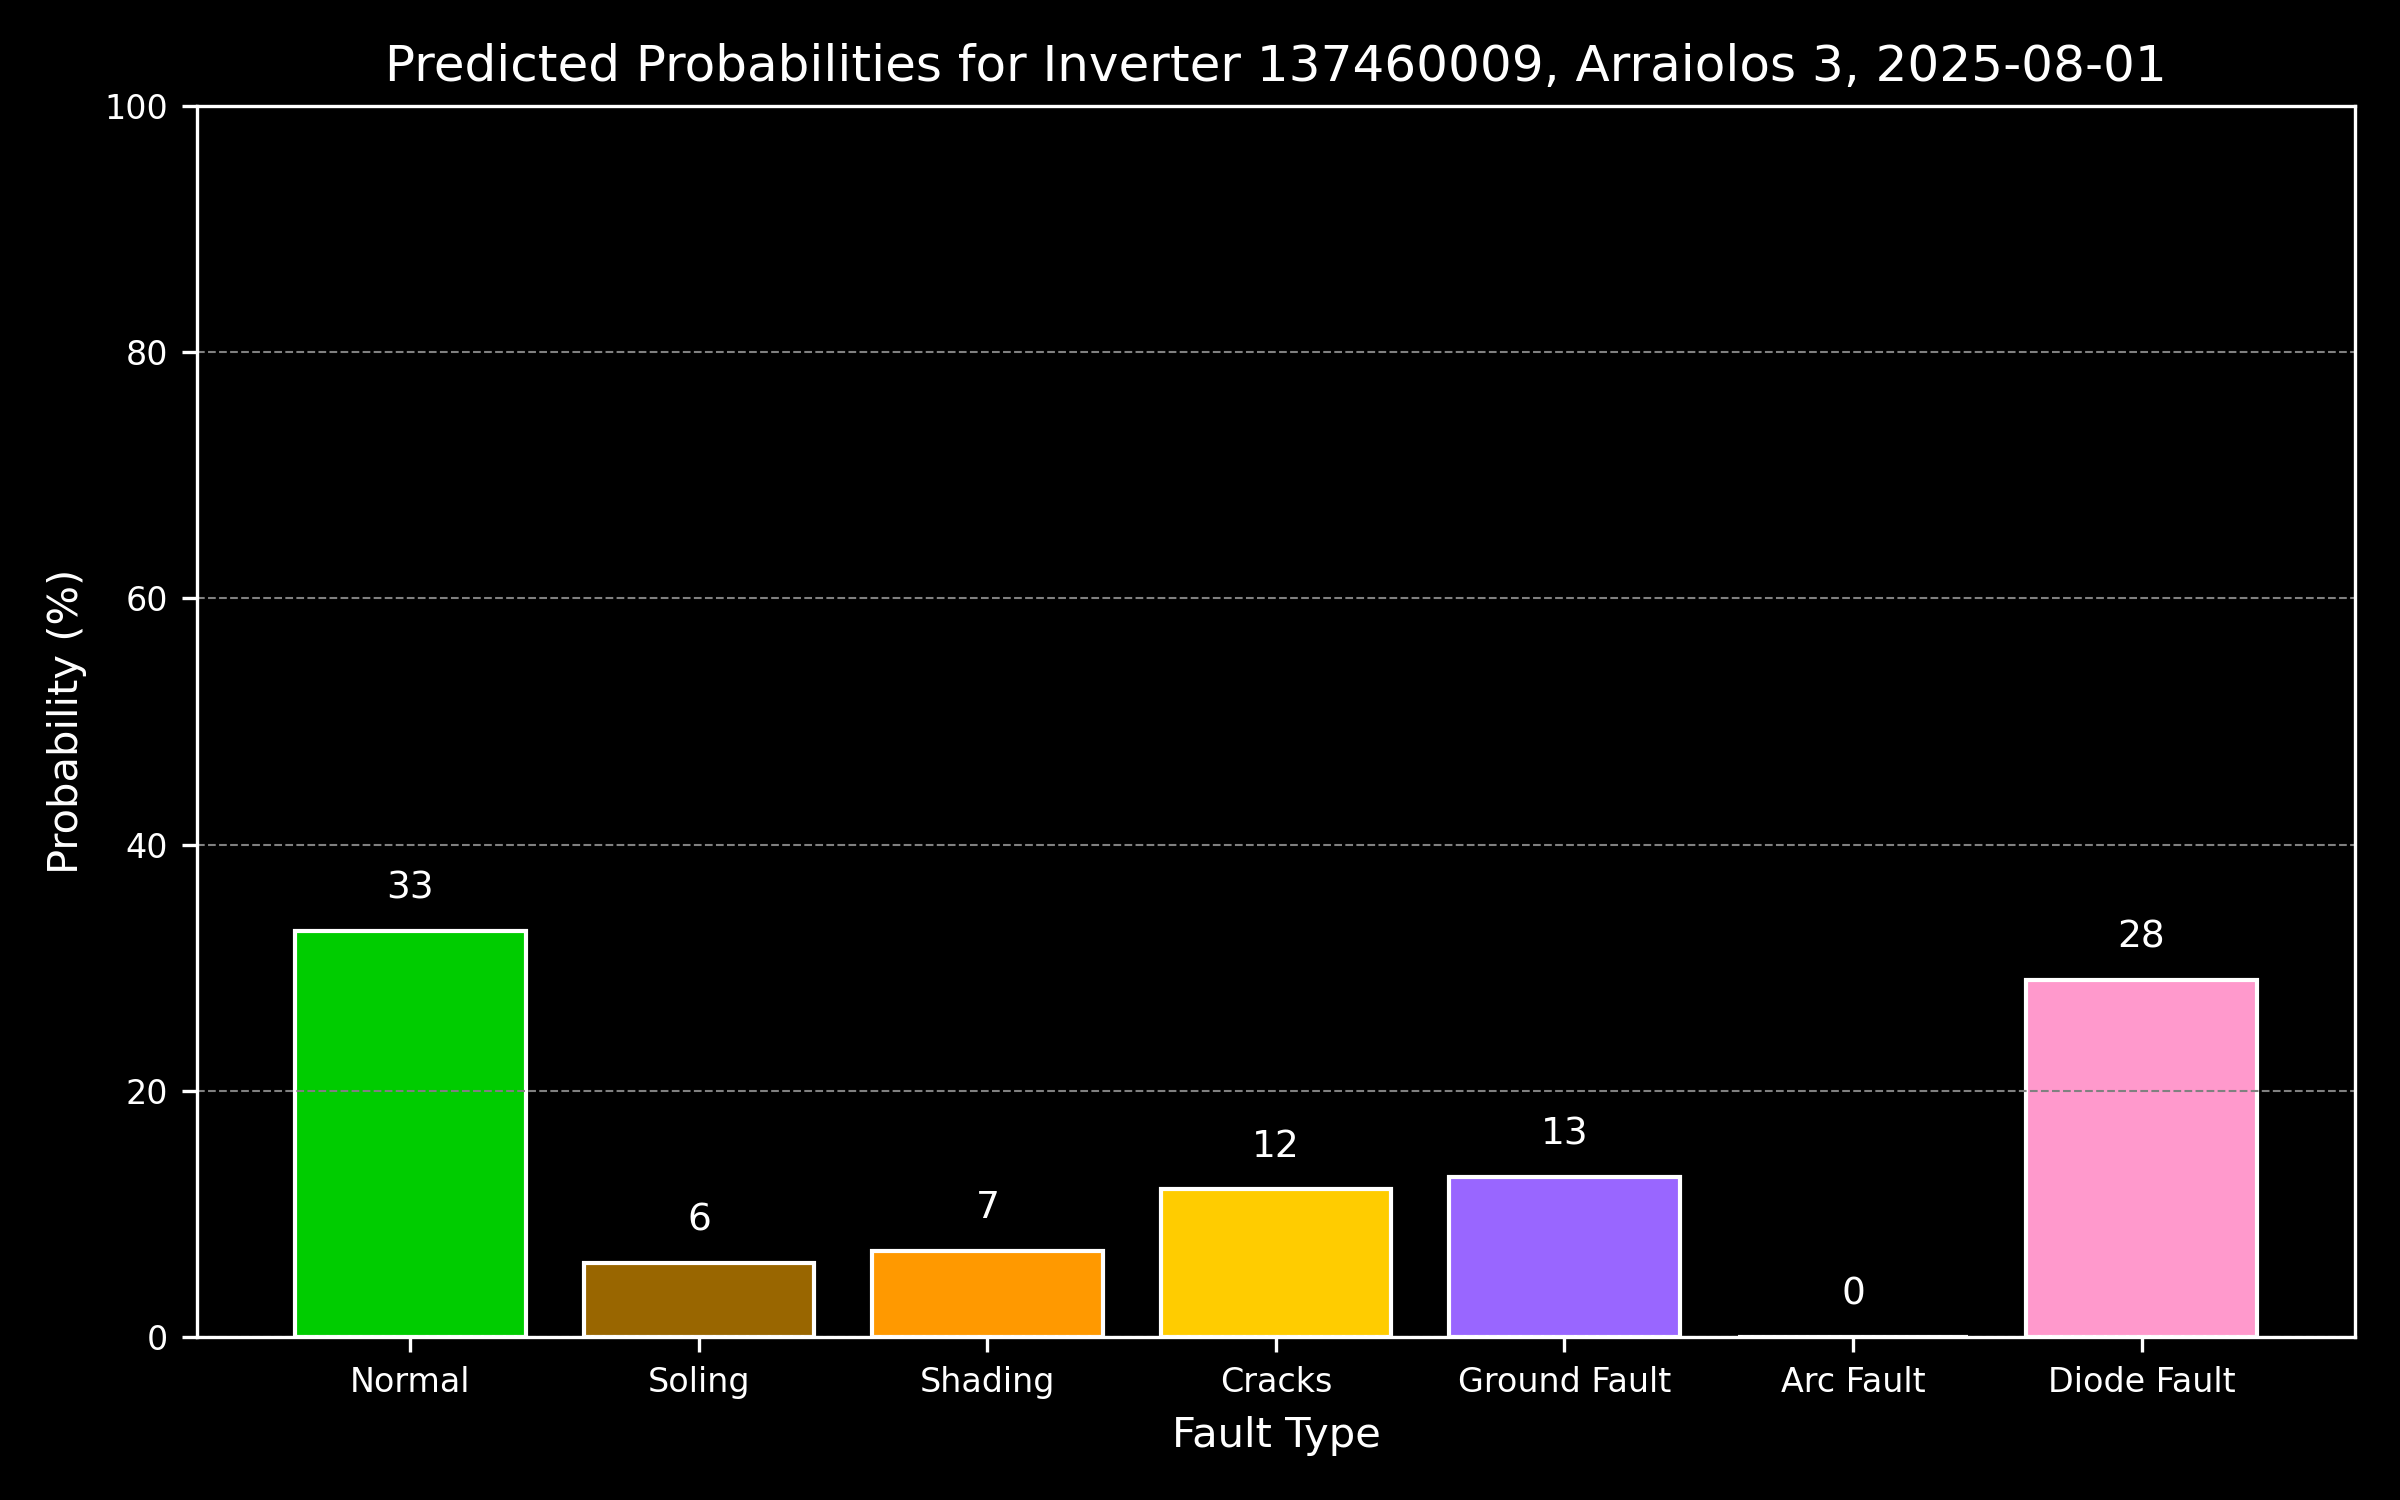 Predicted Probabilities for Inverter 137460009, Arraiolos 3, 2025-08-01
Probability (%)
100
80
60
40
20
0
33
6
7
12
13
0
28
Normal
Soling
Shading
Cracks
Ground Fault
Arc Fault
Diode Fault
Fault Type